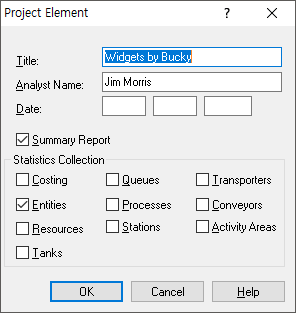 Project Element
? ×
Title: Widgets by Bucky
Analyst Name: Jim Morris
Date:
Summary Report
Statistics Collection
Costing Queues Transporters
Entities Processes Conveyors
Resources Stations Activity Areas
Tanks
OK Cancel Help